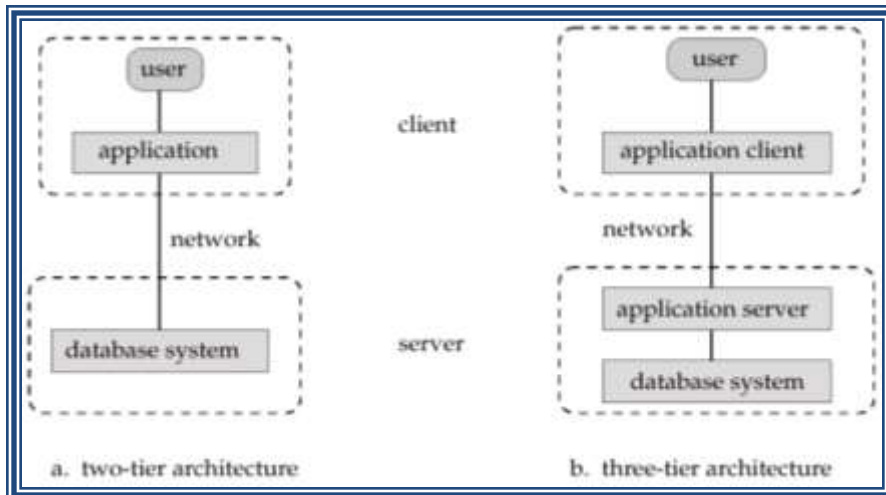 user
application
network
database system
a. two-tier architecture
client
server
user
application client
network
application server
database system
b. three-tier architecture